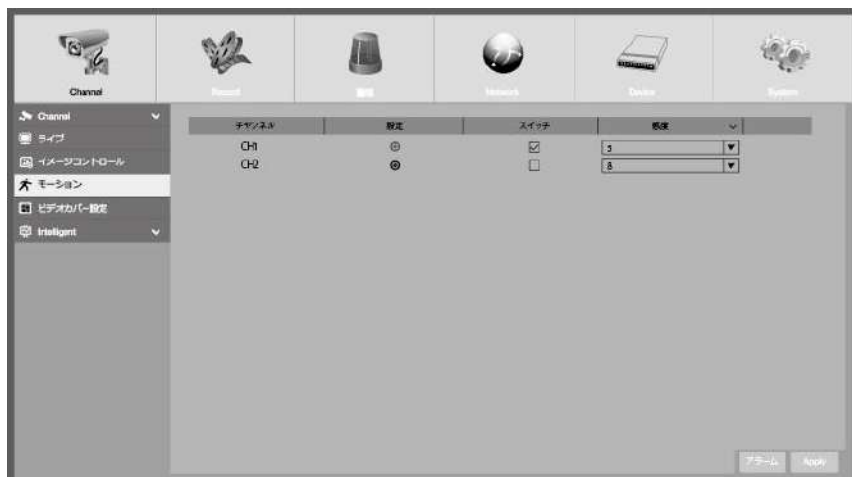 Channel Record Network Device System
Channel
ライブ
イメージコントロール
モーション
ビデオカバー設定
Intelligent
チャンネル 設定 スイッチ 感度
CH1 5
CH2 8
アラーム Apply